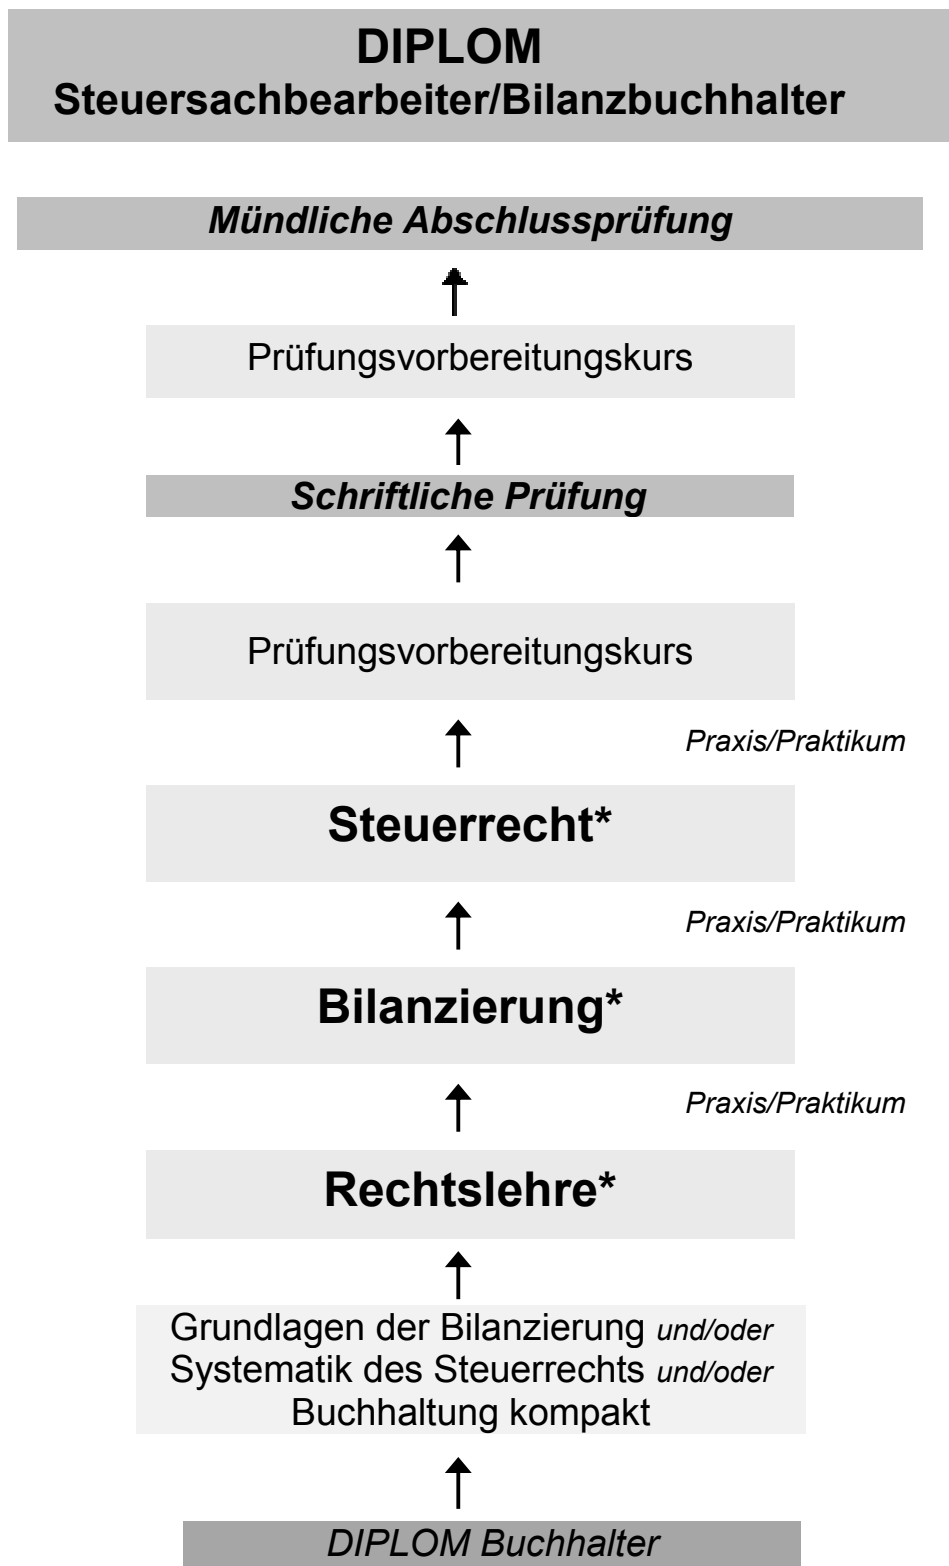 DIPLOM
Steuersachbearbeiter/Bilanzbuchhalter
Mündliche Abschlussprüfung
Prüfungsvorbereitungskurs
Schriftliche Prüfung
Prüfungsvorbereitungskurs
Praxis/Praktikum
Steuerrecht*
Praxis/Praktikum
Bilanzierung*
Praxis/Praktikum
Rechtslehre*
Grundlagen der Bilanzierung und/oder
Systematik des Steuerrechts und/oder
Buchhaltung kompakt
DIPLOM Buchhalter